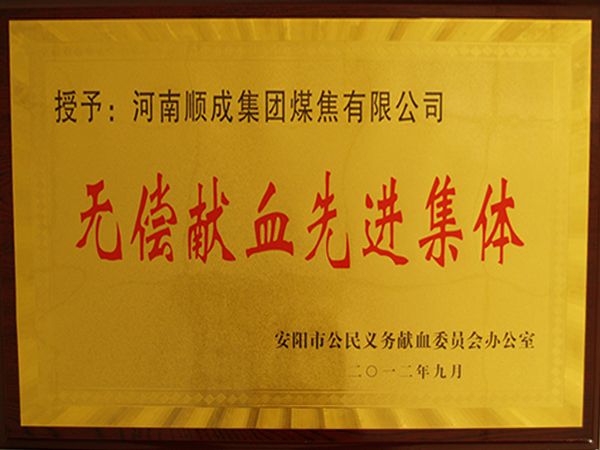 授予：河南顺成集团煤焦有限公司
无偿献血先进集体
安阳市公民义务献血委员会办公室
二〇一二年九月